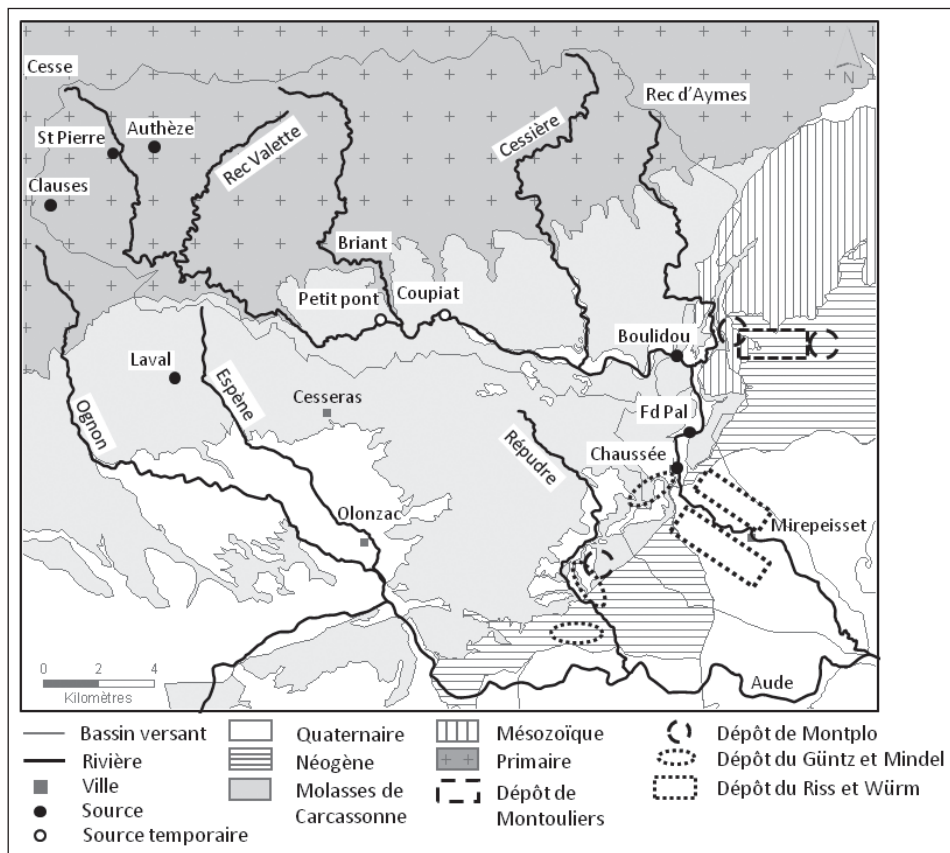 N
Cesse
Rec d'Aymes
Authèze
St Pierre
Rec Valette
Cessière
Clauses
Briant
Petit pont
Coupiat
Boulidou
Laval
Espène
Cesseras
Ognon
Fd Pal
Répudre
Chaussée
Olonzac
Mirepeisset
0 2 4
Kilomètres
Aude
Bassin versant
Rivière
Ville
Source
Source temporaire
Quaternaire
Néogène
Molasses de
Carcassonne
Mésozoïque
Primaire
Dépôt de
Montouliers
Dépôt de Montplo
Dépôt du Güntz et Mindel
Dépôt du Riss et Würm